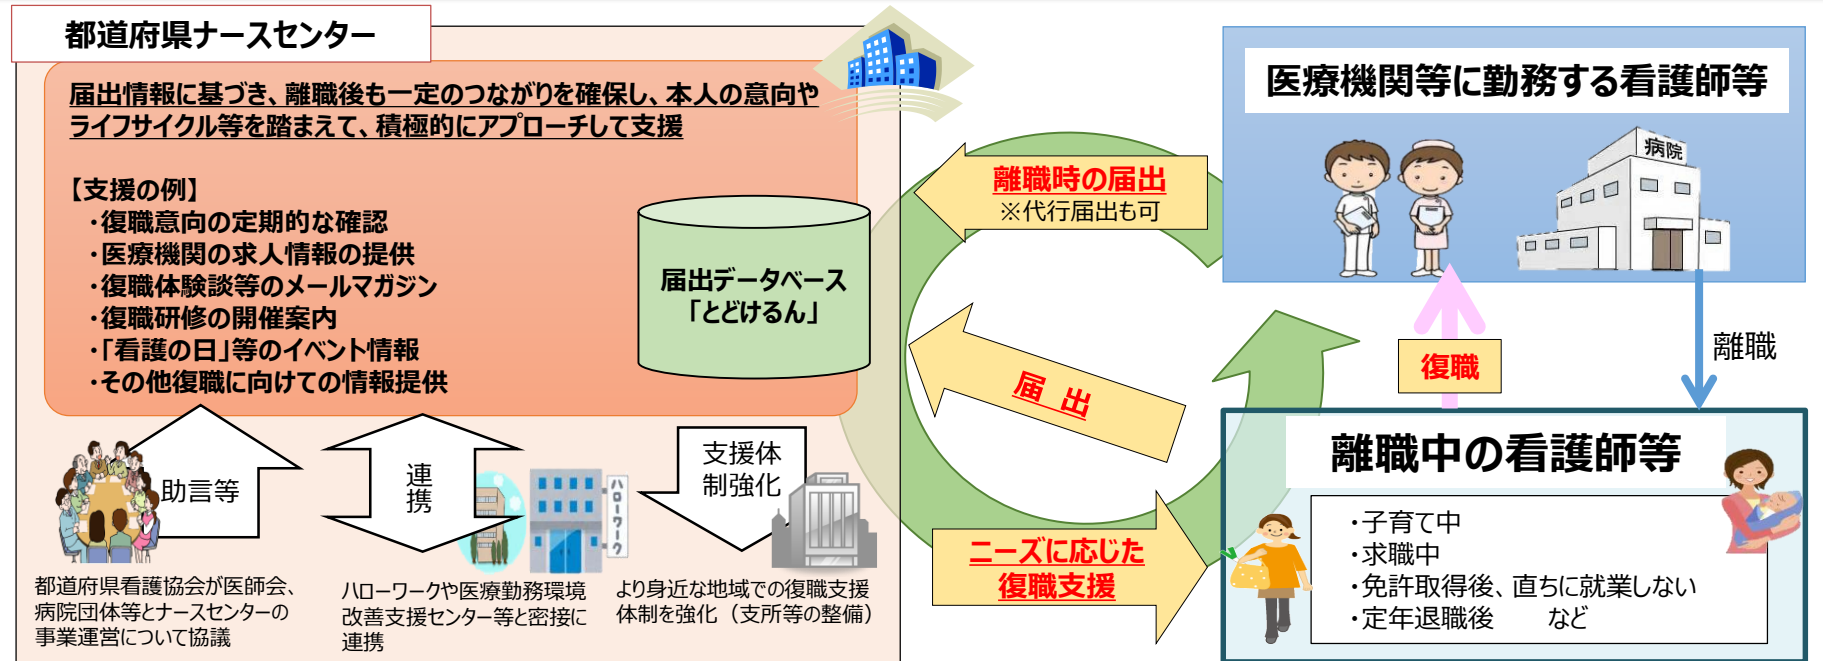 都道府県ナースセンター
届出情報に基づき、離職後も一定のつながりを確保し、本人の意向や
ライフサイクル等を踏まえて、積極的にアプローチして支援
【支援の例】
・復職意向の定期的な確認
・医療機関の求人情報の提供
・復職体験談等のメールマガジン
・復職研修の開催案内
・「看護の日」等のイベント情報
・その他復職に向けての情報提供
届出データベース
「とどけるん」
助言等
連携
ハローワーク
支援体
制強化
都道府県看護協会が医師会、
病院団体等とナースセンターの
事業運営について協議
ハローワークや医療勤務環境
改善支援センター等と密接に
連携
より身近な地域での復職支援
体制を強化（支所等の整備）
離職時の届出
※代行届出も可
届 出
ニーズに応じた
復職支援
医療機関等に勤務する看護師等
病院
復職
離職
離職中の看護師等
・子育て中
・求職中
・免許取得後、直ちに就業しない
・定年退職後　　など